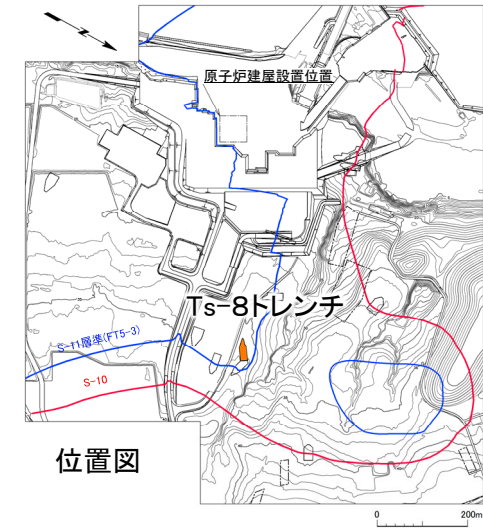 N
原子炉建屋設置位置
Ts-8トレンチ
S-11層準(FT5-3)
S-10
位置図
0 200m